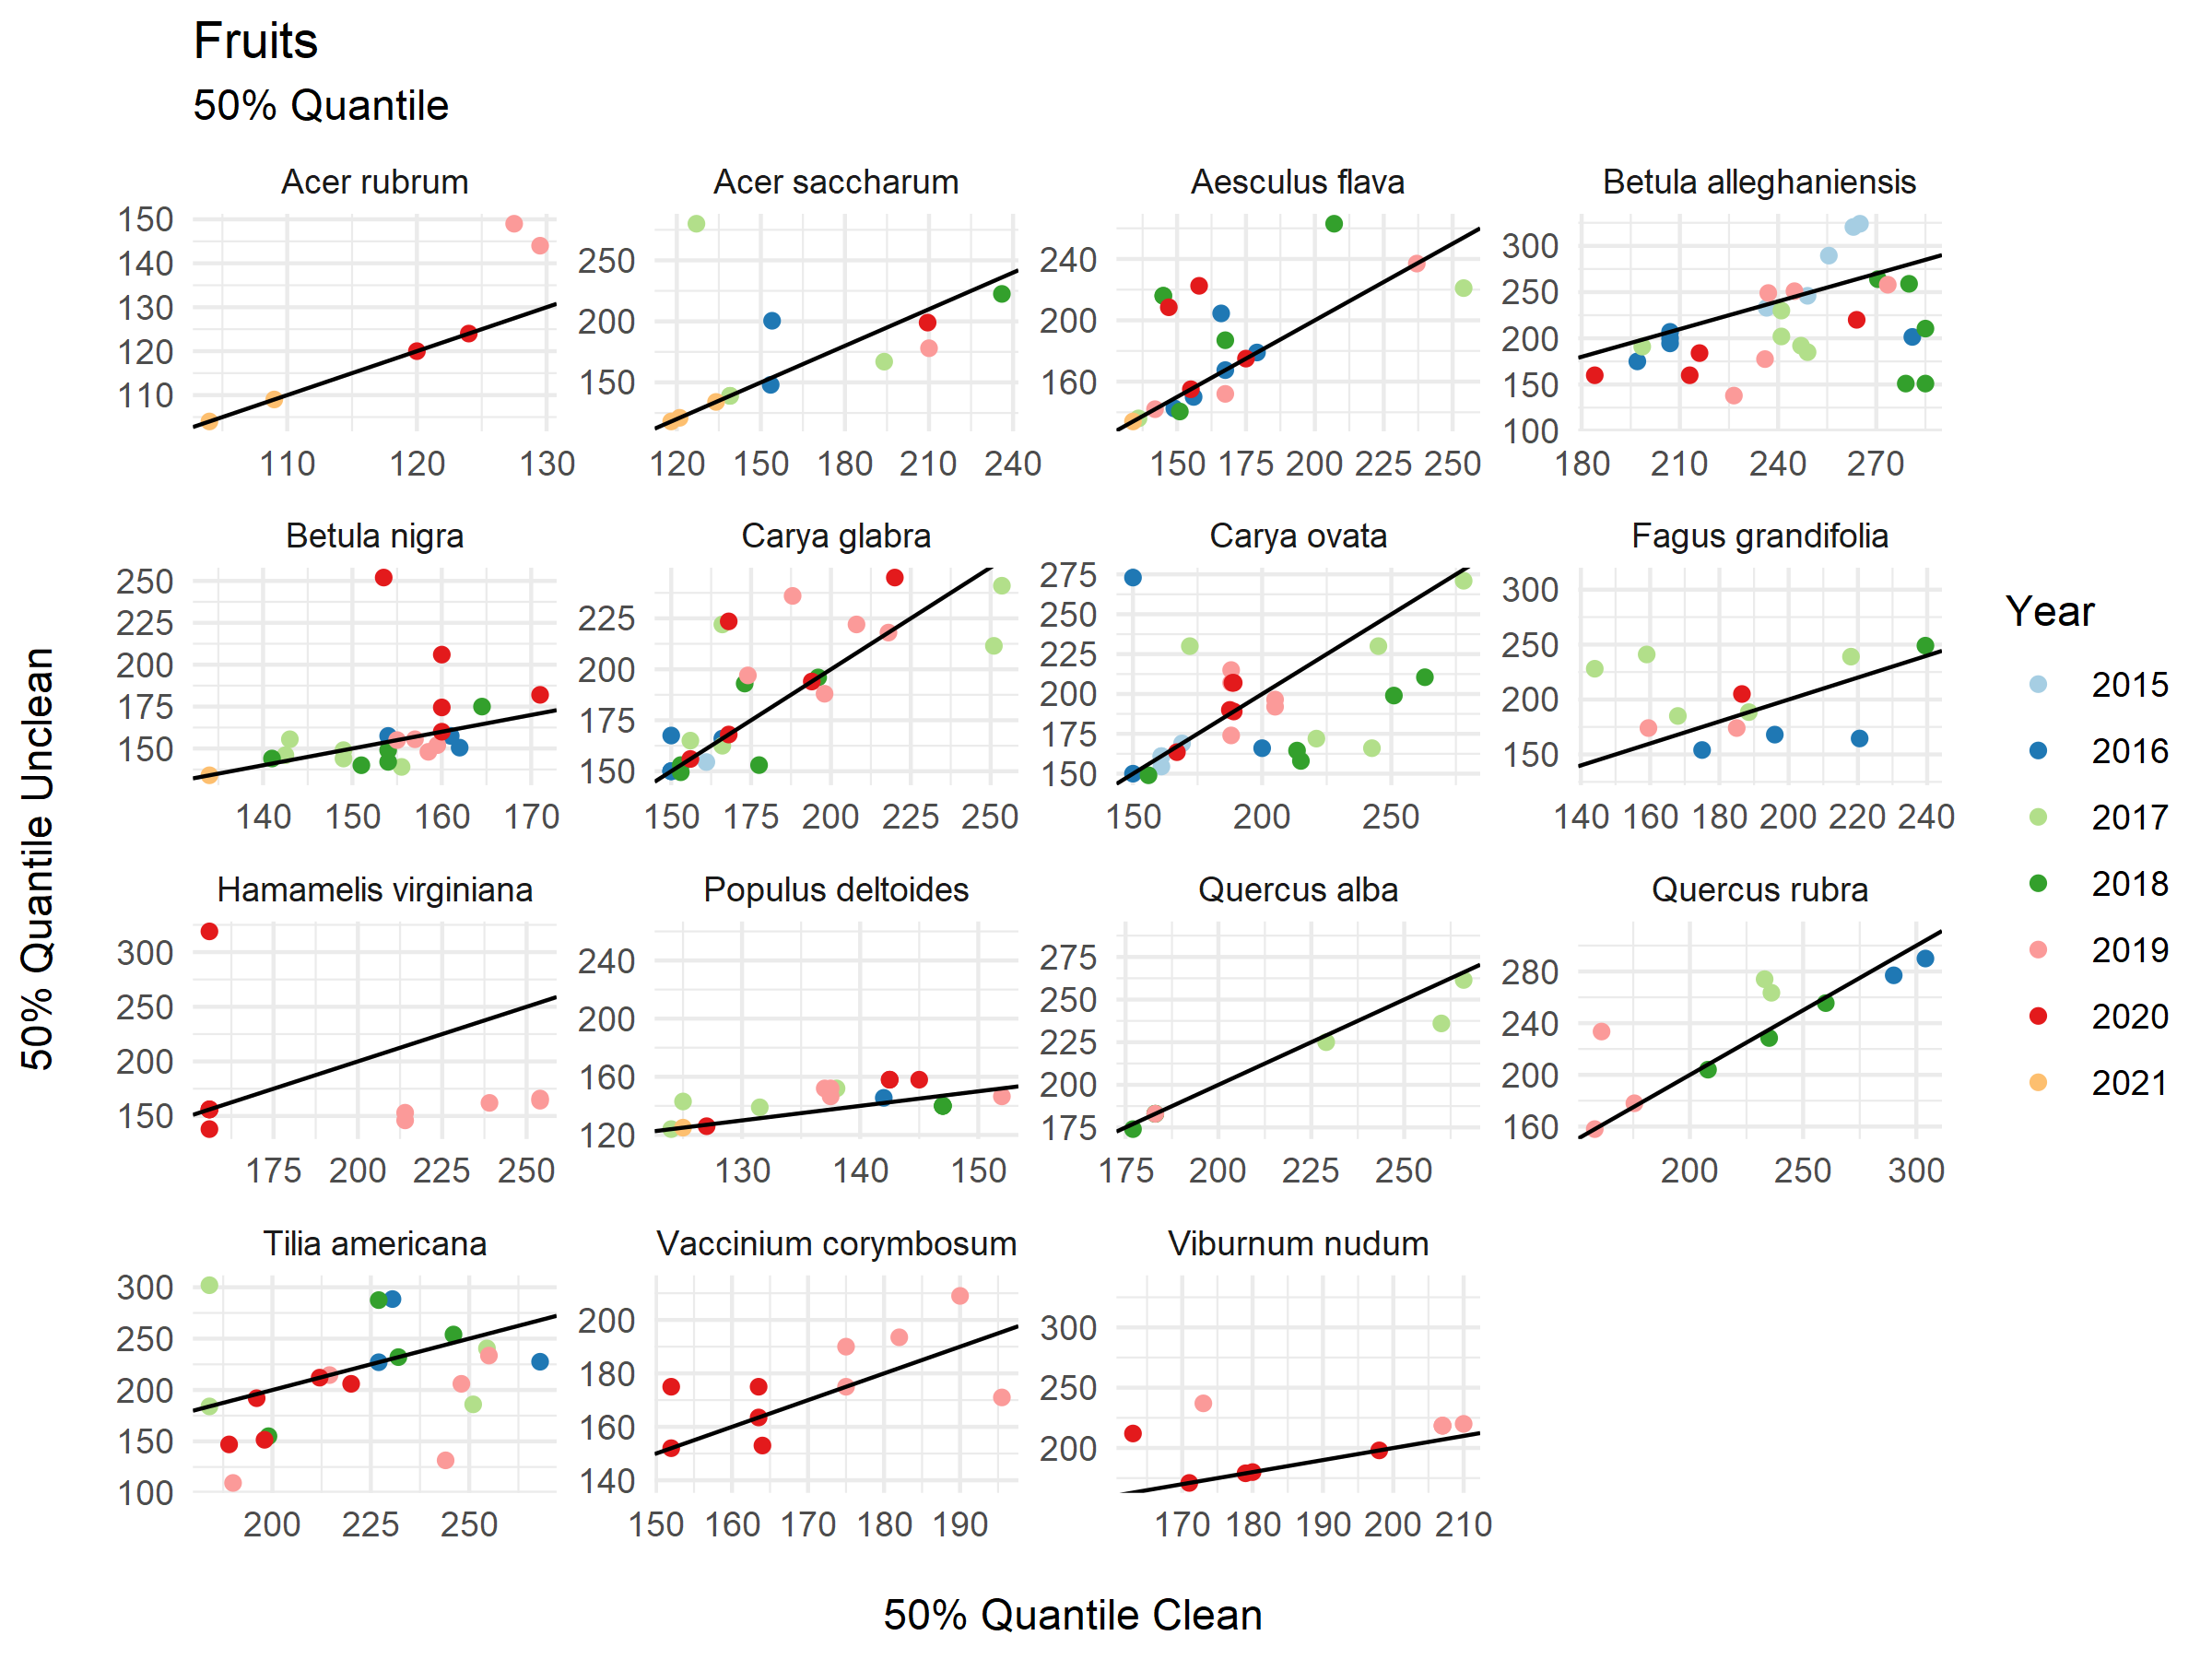 Fruits
50% Quantile
Acer rubrum
Acer saccharum
Aesculus flava
Betula alleghaniensis
150
140
130
120
110
110 120 130
250
200
150
120 150 180 210 240
240
200
160
150 175 200 225 250
300
250
200
150
100
180 210 240 270
Betula nigra
Carya glabra
Carya ovata
Fagus grandifolia
250
225
200
175
150
140 150 160 170
225
200
175
150
150 175 200 225 250
275
250
225
200
175
150
150 200 250
300
250
200
150
140 160 180 200 220 240
Hamamelis virginiana
Populus deltoides
Quercus alba
Quercus rubra
300
250
200
150
175 200 225 250
240
200
160
120
130 140 150
275
250
225
200
175
175 200 225 250
280
240
200
160
200 250 300
Tilia americana
Vaccinium corymbosum
Viburnum nudum
300
250
200
150
100
200 225 250
200
180
160
140
150 160 170 180 190
300
250
200
170 180 190 200 210
50% Quantile Unclean
50% Quantile Clean
Year
2015
2016
2017
2018
2019
2020
2021